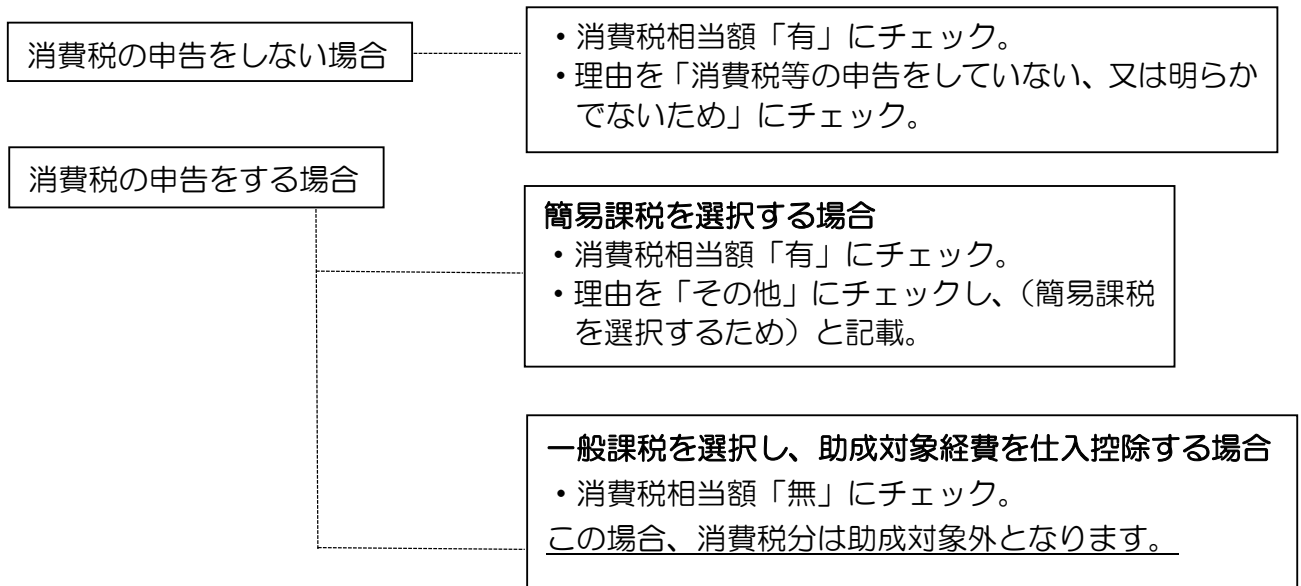 消費税の申告をしない場合
・消費税相当額「有」にチェック。
・理由を「消費税等の申告をしていない、又は明らか
でないため」にチェック。
消費税の申告をする場合
簡易課税を選択する場合
・消費税相当額「有」にチェック。
・理由を「その他」にチェックし、（簡易課税
を選択するため）と記載。
一般課税を選択し、助成対象経費を仕入控除する場合
・消費税相当額「無」にチェック。
この場合、消費税分は助成対象外となります。